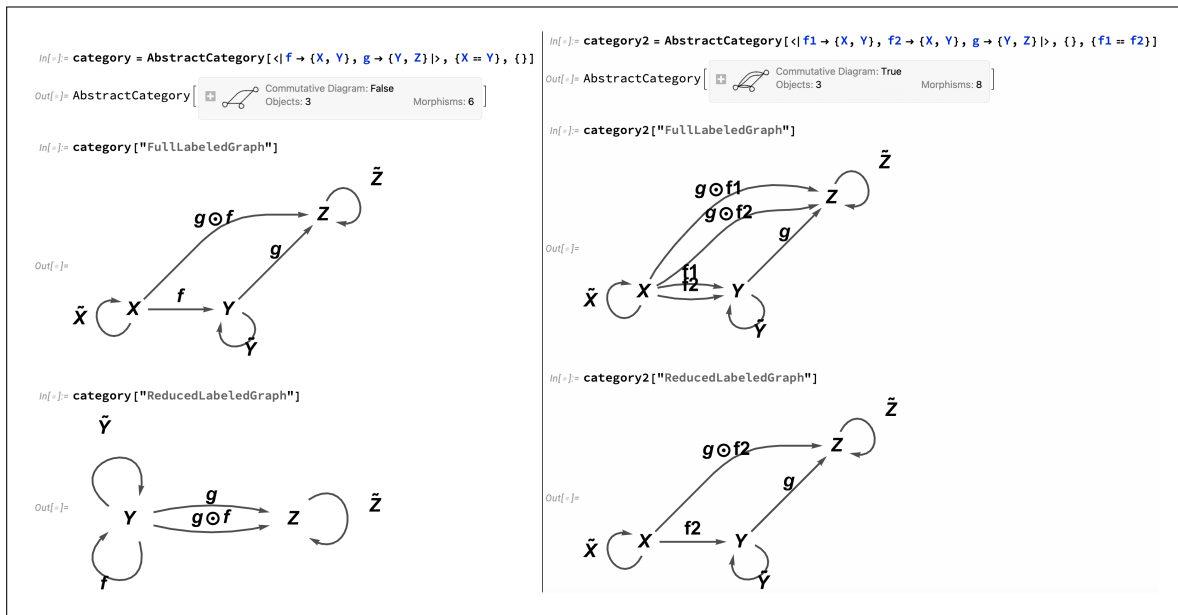 In[◦]:= category = AbstractCategory[<| f → {X, Y}, g → {Y, Z} |>, {X == Y}, {}]
Out[◦]= AbstractCategory[
Commutative Diagram: False
Objects: 3 Morphisms: 6
]
In[◦]:= category["FullLabeledGraph"]
Z̃
g⊙f
Z
g
Out[◦]=
f
X̃ X Y
Ỹ
In[◦]:= category["ReducedLabeledGraph"]
Ỹ
g
Z̃
Out[◦]=
Y g⊙f Z
f
In[◦]:= category2 = AbstractCategory[<| f1 → {X, Y}, f2 → {X, Y}, g → {Y, Z} |>, {}, {f1 == f2}]
Out[◦]= AbstractCategory[
Commutative Diagram: True
Objects: 3 Morphisms: 8
]
In[◦]:= category2["FullLabeledGraph"]
Z̃
g⊙f1
Z
g⊙f2
g
Out[◦]=
f1
f2
X̃ X Y
Ỹ
In[◦]:= category2["ReducedLabeledGraph"]
Z̃
g⊙f2
Z
g
Out[◦]=
f2
X̃ X Y
Ỹ